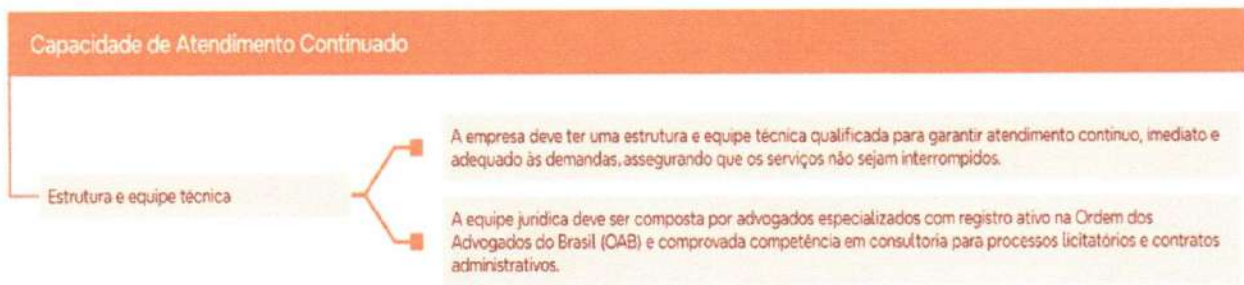 Capacidade de Atendimento Continuado
A empresa deve ter uma estrutura e equipe técnica qualificada para garantir atendimento contínuo, imediato e
adequado às demandas, assegurando que os serviços não sejam interrompidos.
Estrutura e equipe técnica
A equipe jurídica deve ser composta por advogados especializados com registro ativo na Ordem dos
Advogados do Brasil (OAB) e comprovada competência em consultoria para processos licitatórios e contratos
administrativos.